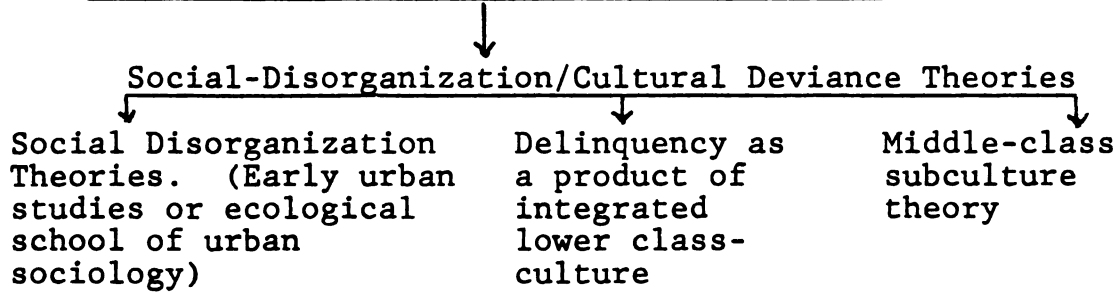 Social-Disorganization/Cultural Deviance Theories
Social Disorganization
Theories. (Early urban
studies or ecological
school of urban
sociology)
Delinquency as
a product of
integrated
lower class-
culture
Middle-class
subculture
theory